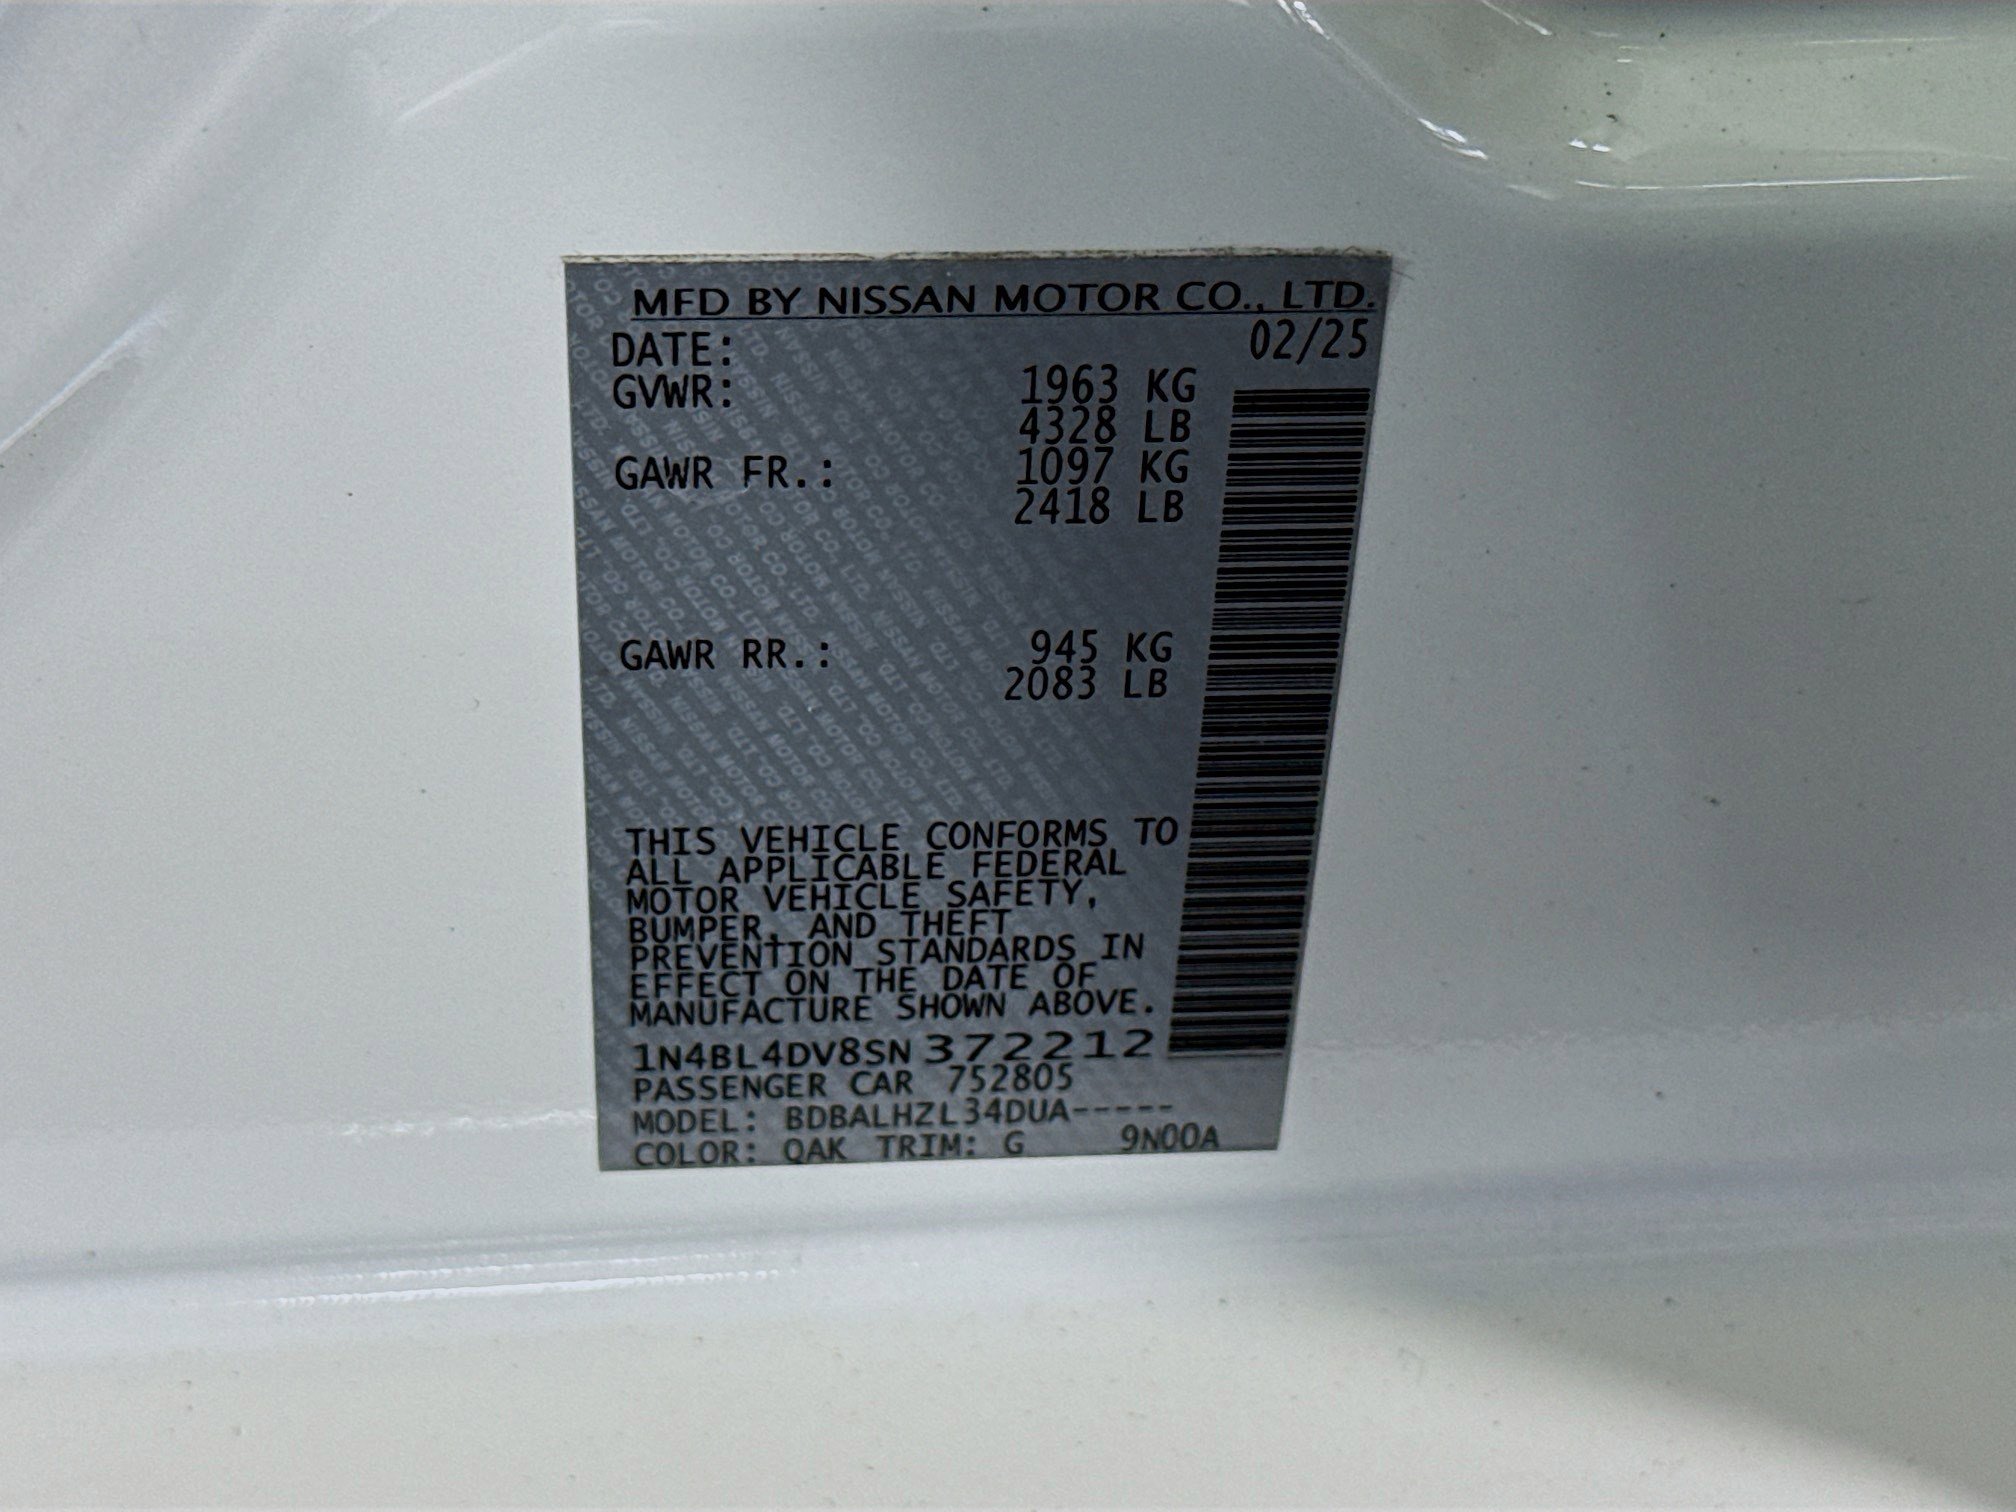 MFD BY NISSAN MOTOR CO., LTD.
DATE: 02/25
GVWR: 1963 KG
4328 LB
GAWR FR.: 1097 KG
2418 LB
GAWR RR.: 945 KG
2083 LB
THIS VEHICLE CONFORMS TO
ALL APPLICABLE FEDERAL
MOTOR VEHICLE SAFETY,
BUMPER, AND THEFT
PREVENTION STANDARDS IN
EFFECT ON THE DATE OF
MANUFACTURE SHOWN ABOVE.
1N4BL4DV8SN372212
PASSENGER CAR 752805
MODEL: BDBALHZL34DUA-----
COLOR: QAK TRIM: G 9N00A